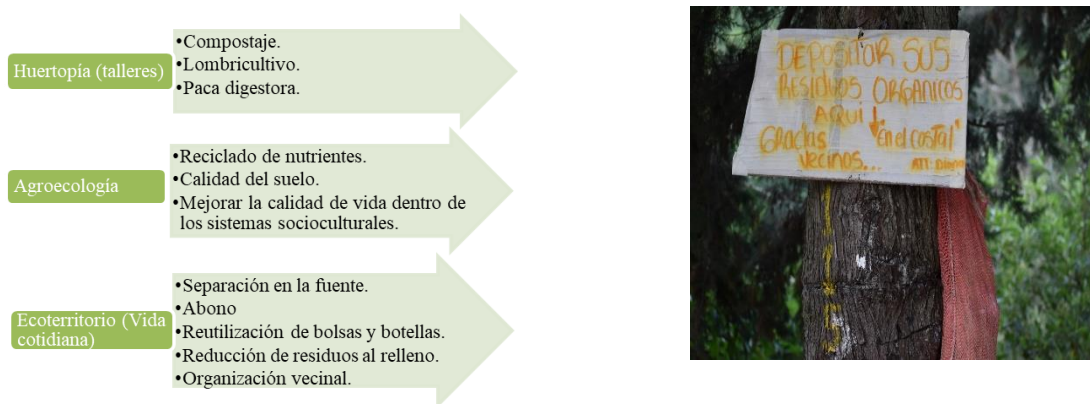 Huertopía (talleres)
•Compostaje.
•Lombricultivo.
•Paca digestora.
Agroecología
•Reciclado de nutrientes.
•Calidad del suelo.
•Mejorar la calidad de vida dentro de
los sistemas socioculturales.
Ecoterritorio (Vida
cotidiana)
•Separación en la fuente.
•Abono
•Reutilización de bolsas y botellas.
•Reducción de residuos al relleno.
•Organización vecinal.
DEPOSITAR SUS
RESIDUOS ORGANICOS
AQUI
Gracias "En el costal"
vecinos...